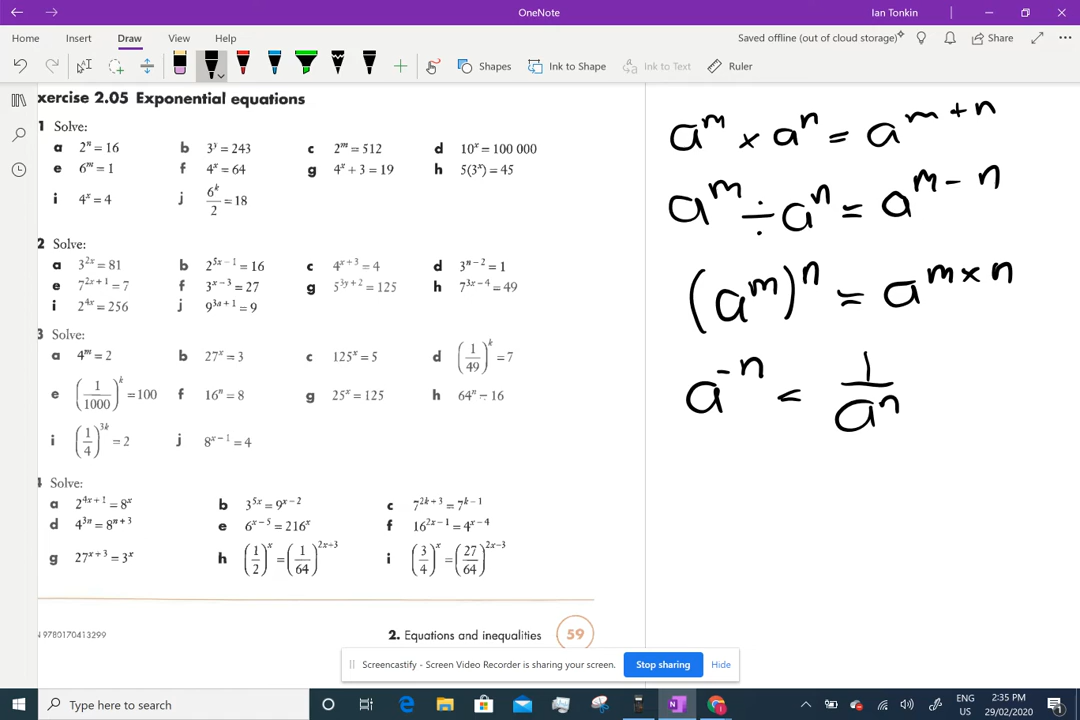 OneNote
Ian Tonkin
Home Insert Draw View Help
Saved offline (out of cloud storage)* Share
Shapes Ink to Shape Ink to Text Ruler
xercise 2.05 Exponential equations
1 Solve:
a 2ⁿ = 16 b 3ʸ = 243 c 2ᵐ = 512 d 10ˣ = 100 000
e 6ᵐ = 1 f 4ˣ = 64 g 4ˣ + 3 = 19 h 5(3ˣ) = 45
i 4ˣ = 4 j 6ᵏ/2 = 18
2 Solve:
a 3²ˣ = 81 b 2⁵ˣ⁻¹ = 16 c 4ˣ⁺³ = 4 d 3ⁿ⁻² = 1
e 7²ˣ⁺¹ = 7 f 3ˣ⁻³ = 27 g 5³ʸ⁺² = 125 h 7³ˣ⁻⁴ = 49
i 2⁴ˣ = 256 j 9³ᵃ⁺¹ = 9
3 Solve:
a 4ᵐ = 2 b 27ˣ = 3 c 125ˣ = 5 d (1/49)ᵏ = 7
e (1/1000)ᵏ = 100 f 16ⁿ = 8 g 25ˣ = 125 h 64ⁿ = 16
i (1/4)³ᵏ = 2 j 8ˣ⁻¹ = 4
4 Solve:
a 2⁴ˣ⁺¹ = 8ˣ b 3⁵ˣ = 9ˣ⁻² c 7²ᵏ⁺³ = 7ᵏ⁻¹
d 4³ⁿ = 8ⁿ⁺³ e 6ˣ⁻⁵ = 216ˣ f 16²ˣ⁻¹ = 4ˣ⁻⁴
g 27ˣ⁺³ = 3ˣ h (1/2)ˣ = (1/64)²ˣ⁺³ i (3/4)ˣ = (27/64)²ˣ⁻³
N 9780170413299
2. Equations and inequalities 59
aᵐ × aⁿ = aᵐ⁺ⁿ
aᵐ ÷ aⁿ = aᵐ⁻ⁿ
(aᵐ)ⁿ = aᵐˣⁿ
a⁻ⁿ = 1/aⁿ
Screencastify - Screen Video Recorder is sharing your screen. Stop sharing Hide
Type here to search
ENG
US
2:35 PM
29/02/2020
1